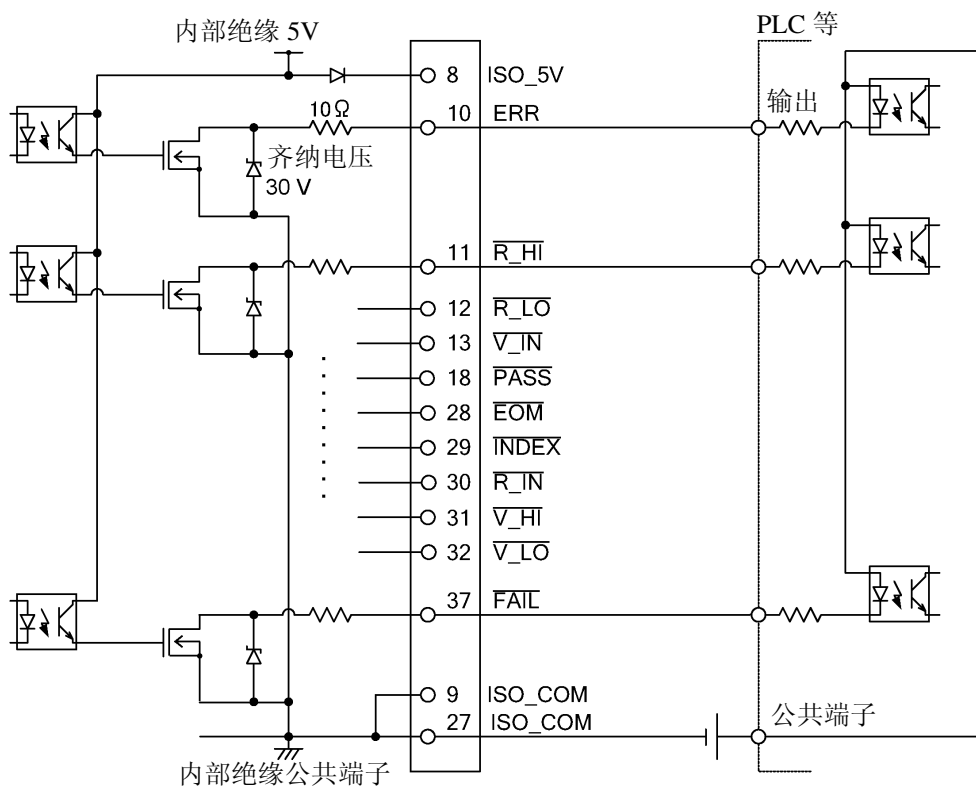 内部绝缘 5V
PLC 等
8 ISO_5V
10Ω
10 ERR
输出
齐纳电压
30 V
11 R_HI
12 R_LO
13 V_IN
18 PASS
28 EOM
29 INDEX
30 R_IN
31 V_HI
32 V_LO
37 FAIL
9 ISO_COM
27 ISO_COM
公共端子
内部绝缘公共端子